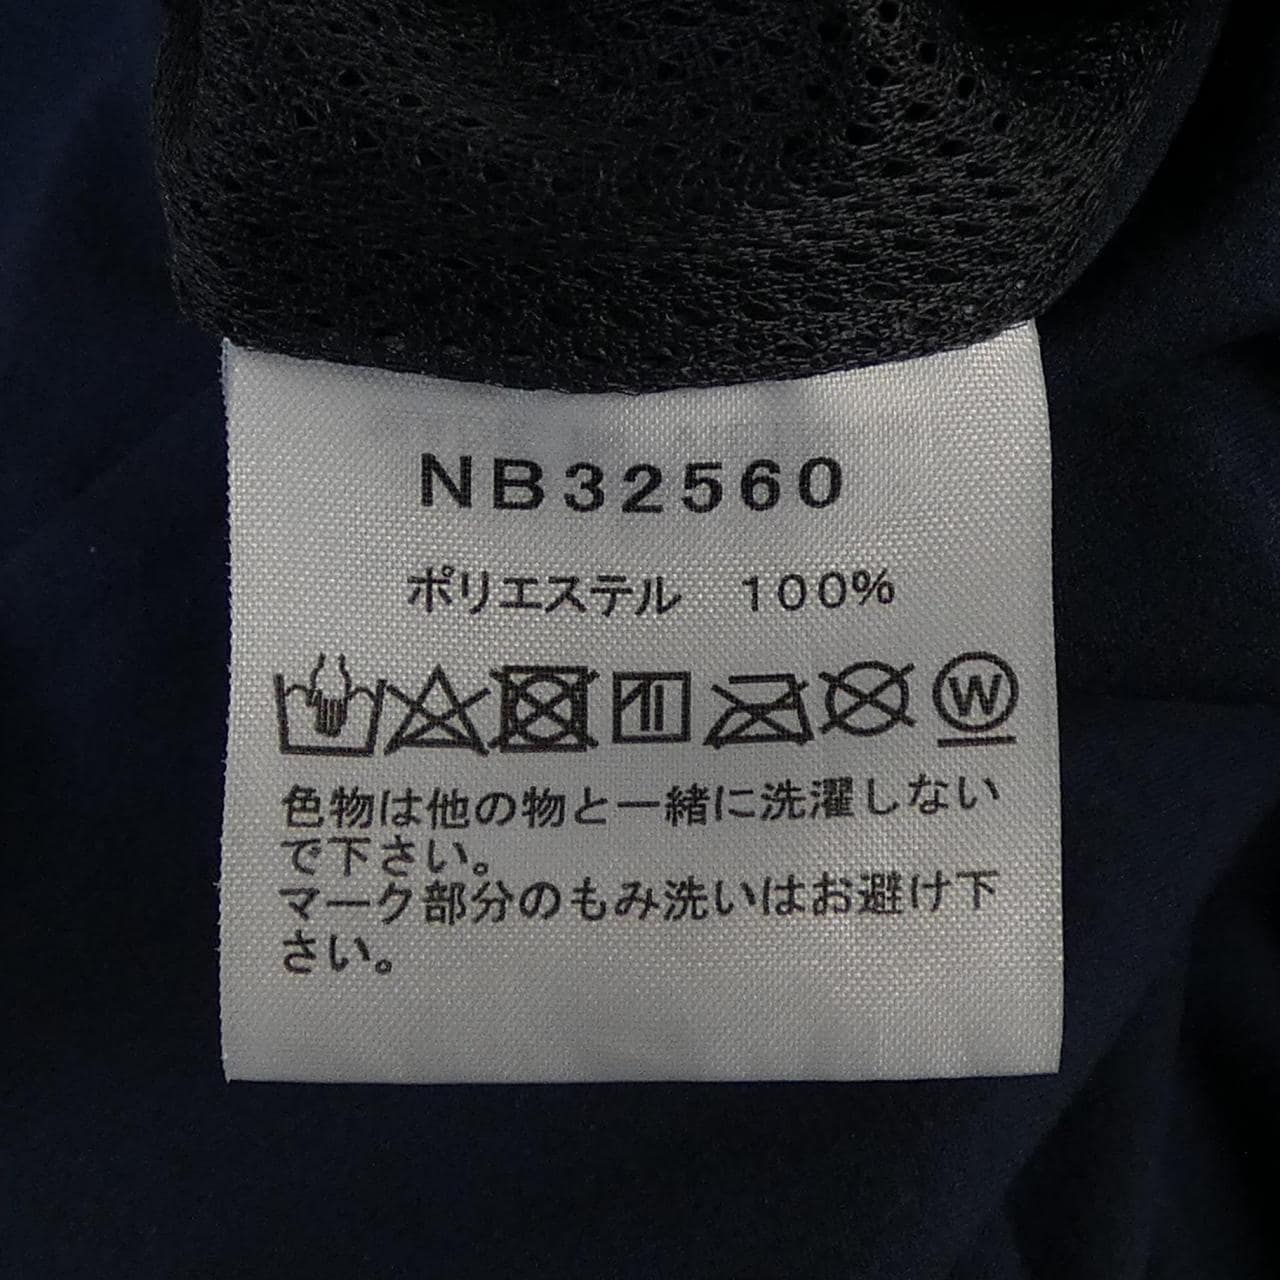 NB32560
ポリエステル 100%
W
色物は他の物と一緒に洗濯しない
で下さい。
マーク部分のもみ洗いはお避け下
さい。